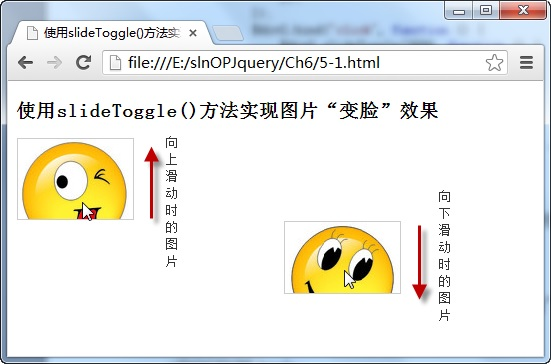 使用slideToggle()方法实
file:///E:/slnOPJquery/Ch6/5-1.html
使用slideToggle()方法实现图片“变脸”效果
向上滑动时的图片
向下滑动时的图片